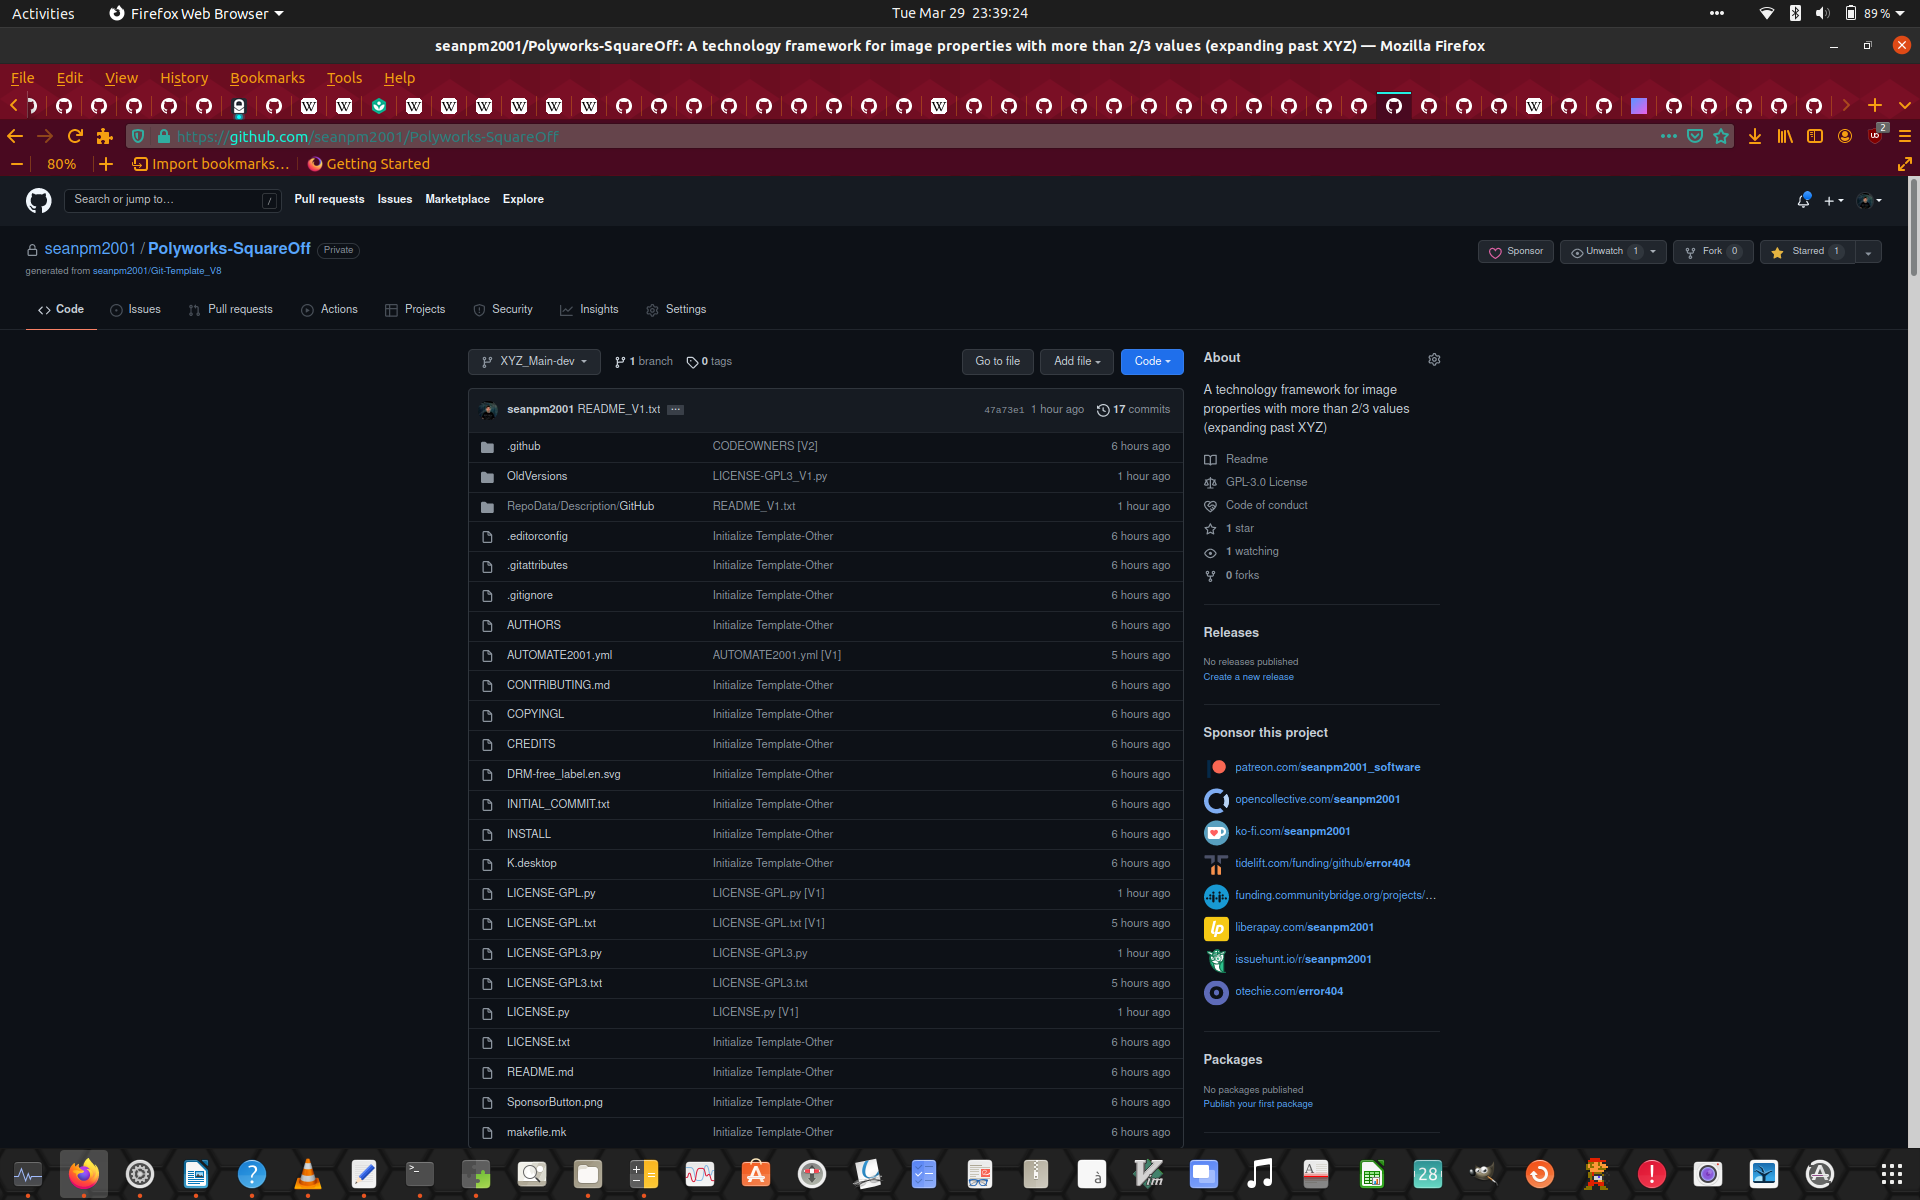 Activities Firefox Web Browser Tue Mar 29 23:39:24 89 %
seanpm2001/Polyworks-SquareOff: A technology framework for image properties with more than 2/3 values (expanding past XYZ) — Mozilla Firefox
File Edit View History Bookmarks Tools Help
https://github.com/seanpm2001/Polyworks-SquareOff 2
80% Import bookmarks… Getting Started
Search or jump to… / Pull requests Issues Marketplace Explore
seanpm2001 / Polyworks-SquareOff Private Sponsor Unwatch 1 Fork 0 Starred 1
generated from seanpm2001/Git-Template_V8
Code Issues Pull requests Actions Projects Security Insights Settings
XYZ_Main-dev 1 branch 0 tags Go to file Add file Code
seanpm2001 README_V1.txt 47a73e1 1 hour ago 17 commits
.github CODEOWNERS [V2] 6 hours ago
OldVersions LICENSE-GPL3_V1.py 1 hour ago
RepoData/Description/GitHub README_V1.txt 1 hour ago
.editorconfig Initialize Template-Other 6 hours ago
.gitattributes Initialize Template-Other 6 hours ago
.gitignore Initialize Template-Other 6 hours ago
AUTHORS Initialize Template-Other 6 hours ago
AUTOMATE2001.yml AUTOMATE2001.yml [V1] 5 hours ago
CONTRIBUTING.md Initialize Template-Other 6 hours ago
COPYINGL Initialize Template-Other 6 hours ago
CREDITS Initialize Template-Other 6 hours ago
DRM-free_label.en.svg Initialize Template-Other 6 hours ago
INITIAL_COMMIT.txt Initialize Template-Other 6 hours ago
INSTALL Initialize Template-Other 6 hours ago
K.desktop Initialize Template-Other 6 hours ago
LICENSE-GPL.py LICENSE-GPL.py [V1] 1 hour ago
LICENSE-GPL.txt LICENSE-GPL.txt [V1] 5 hours ago
LICENSE-GPL3.py LICENSE-GPL3.py 1 hour ago
LICENSE-GPL3.txt LICENSE-GPL3.txt 5 hours ago
LICENSE.py LICENSE.py [V1] 1 hour ago
LICENSE.txt Initialize Template-Other 6 hours ago
README.md Initialize Template-Other 6 hours ago
SponsorButton.png Initialize Template-Other 6 hours ago
makefile.mk Initialize Template-Other 6 hours ago
About
A technology framework for image
properties with more than 2/3 values
(expanding past XYZ)
Readme
GPL-3.0 License
Code of conduct
1 star
1 watching
0 forks
Releases
No releases published
Create a new release
Sponsor this project
patreon.com/seanpm2001_software
opencollective.com/seanpm2001
ko-fi.com/seanpm2001
tidelift.com/funding/github/error404
funding.communitybridge.org/projects/…
liberapay.com/seanpm2001
issuehunt.io/r/seanpm2001
otechie.com/error404
Packages
No packages published
Publish your first package
28